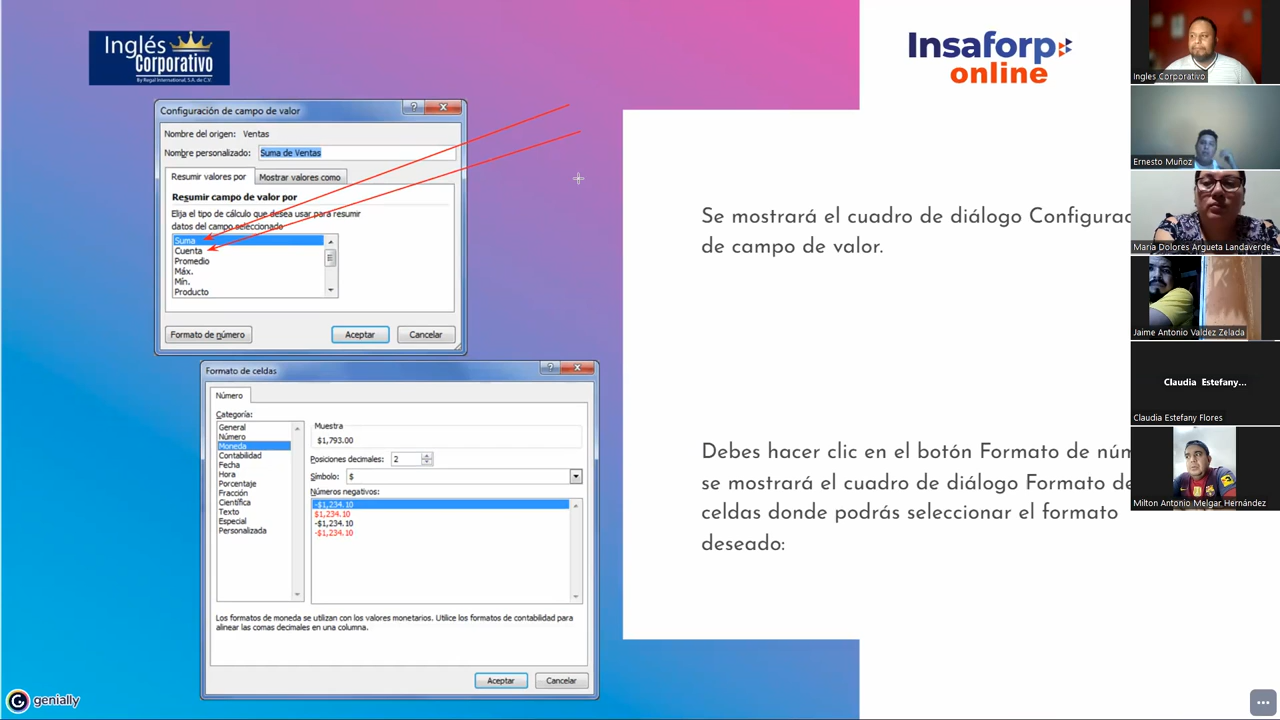 Inglés
Corporativo
By Regal International, S.A. de C.V.
Insaforp
online
Configuración de campo de valor
Nombre del origen: Ventas
Nombre personalizado: Suma de Ventas
Resumir valores por
Mostrar valores como
Resumir campo de valor por
Elija el tipo de cálculo que desea usar para resumir
datos del campo seleccionado
Suma
Cuenta
Promedio
Máx.
Mín.
Producto
Formato de número
Aceptar
Cancelar
Formato de celdas
Número
Categoría:
General
Número
Moneda
Contabilidad
Fecha
Hora
Porcentaje
Fracción
Científica
Texto
Especial
Personalizada
Muestra
$1,793.00
Posiciones decimales: 2
Símbolo: $
Números negativos:
-$1,234.10
$1,234.10
-$1,234.10
-$1,234.10
Los formatos de moneda se utilizan con los valores monetarios. Utilice los formatos de contabilidad para
alinear las comas decimales en una columna.
Aceptar
Cancelar
genially
Se mostrará el cuadro de diálogo Configurac
de campo de valor.
Debes hacer clic en el botón Formato de núm
se mostrará el cuadro de diálogo Formato de
celdas donde podrás seleccionar el formato
deseado:
Ingles Corporativo
Ernesto Muñoz
María Dolores Argueta Landaverde
Jaime Antonio Valdez Zelada
Claudia Estefany...
Claudia Estefany Flores
Milton Antonio Melgar Hernández